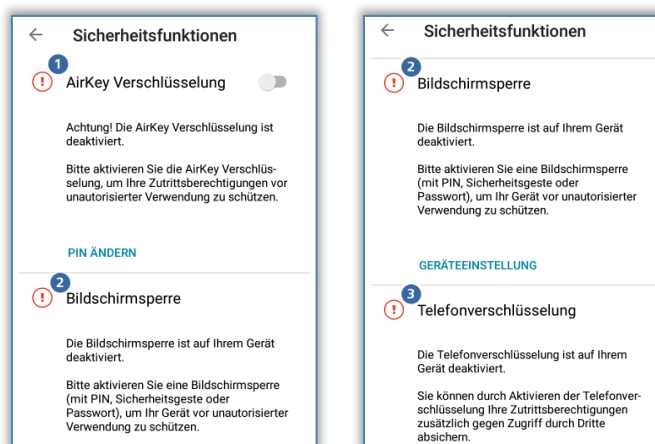 Sicherheitsfunktionen
1
AirKey Verschlüsselung
Achtung! Die AirKey Verschlüsselung ist
deaktiviert.
Bitte aktivieren Sie die AirKey Verschlüs-
selung, um Ihre Zutrittsberechtigungen vor
unautorisierter Verwendung zu schützen.
PIN ÄNDERN
2
Bildschirmsperre
Die Bildschirmsperre ist auf Ihrem Gerät
deaktiviert.
Bitte aktivieren Sie eine Bildschirmsperre
(mit PIN, Sicherheitsgeste oder
Passwort), um Ihr Gerät vor unautorisierter
Verwendung zu schützen.
Sicherheitsfunktionen
2
Bildschirmsperre
Die Bildschirmsperre ist auf Ihrem Gerät
deaktiviert.
Bitte aktivieren Sie eine Bildschirmsperre
(mit PIN, Sicherheitsgeste oder
Passwort), um Ihr Gerät vor unautorisierter
Verwendung zu schützen.
GERÄTEEINSTELLUNG
3
Telefonverschlüsselung
Die Telefonverschlüsselung ist auf Ihrem
Gerät deaktiviert.
Sie können durch Aktivieren der Telefonver-
schlüsselung Ihre Zutrittsberechtigungen
zusätzlich gegen Zugriff durch Dritte
absichern.